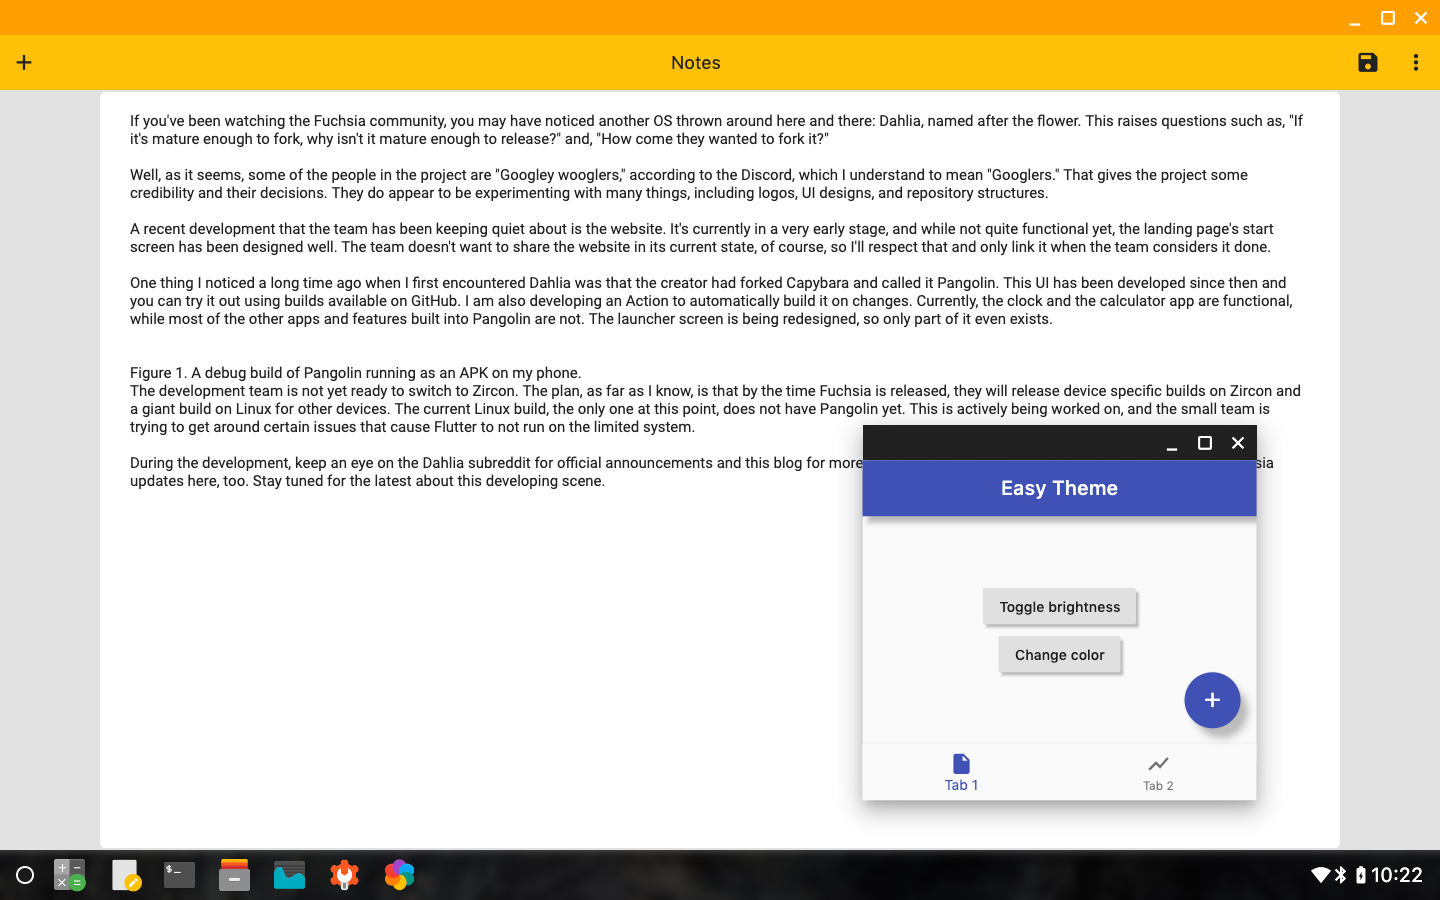 Notes
If you've been watching the Fuchsia community, you may have noticed another OS thrown around here and there: Dahlia, named after the flower. This raises questions such as, "If
it's mature enough to fork, why isn't it mature enough to release?" and, "How come they wanted to fork it?"
Well, as it seems, some of the people in the project are "Googley wooglers," according to the Discord, which I understand to mean "Googlers." That gives the project some
credibility and their decisions. They do appear to be experimenting with many things, including logos, UI designs, and repository structures.
A recent development that the team has been keeping quiet about is the website. It's currently in a very early stage, and while not quite functional yet, the landing page's start
screen has been designed well. The team doesn't want to share the website in its current state, of course, so I'll respect that and only link it when the team considers it done.
One thing I noticed a long time ago when I first encountered Dahlia was that the creator had forked Capybara and called it Pangolin. This UI has been developed since then and
you can try it out using builds available on GitHub. I am also developing an Action to automatically build it on changes. Currently, the clock and the calculator app are functional,
while most of the other apps and features built into Pangolin are not. The launcher screen is being redesigned, so only part of it even exists.
Figure 1. A debug build of Pangolin running as an APK on my phone.
The development team is not yet ready to switch to Zircon. The plan, as far as I know, is that by the time Fuchsia is released, they will release device specific builds on Zircon and
a giant build on Linux for other devices. The current Linux build, the only one at this point, does not have Pangolin yet. This is actively being worked on, and the small team is
trying to get around certain issues that cause Flutter to not run on the limited system.
During the development, keep an eye on the Dahlia subreddit for official announcements and this blog for more sia
updates here, too. Stay tuned for the latest about this developing scene.
Easy Theme
Toggle brightness
Change color
+
Tab 1
Tab 2
$_
10:22